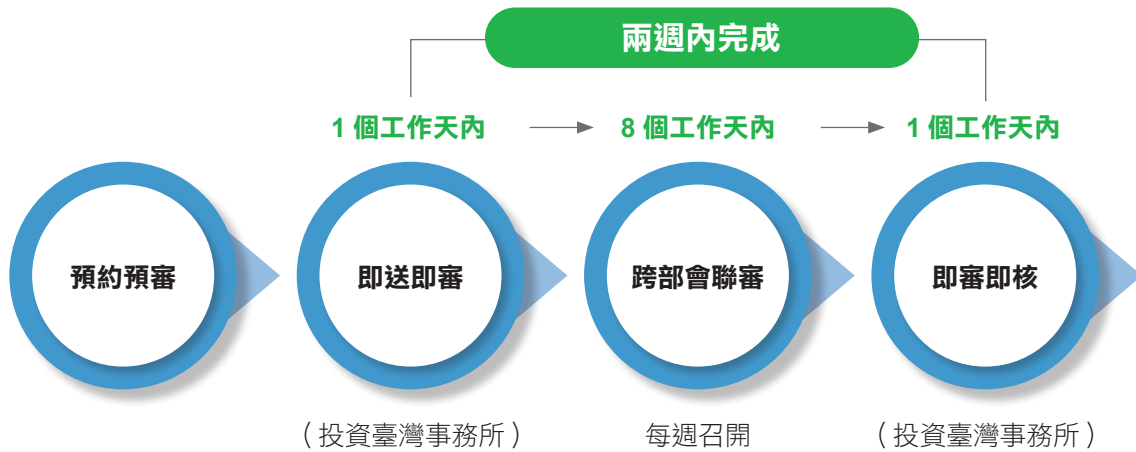 兩週內完成
1 個工作天內
8 個工作天內
1 個工作天內
預約預審
即送即審
跨部會聯審
即審即核
（投資臺灣事務所）
每週召開
（投資臺灣事務所）